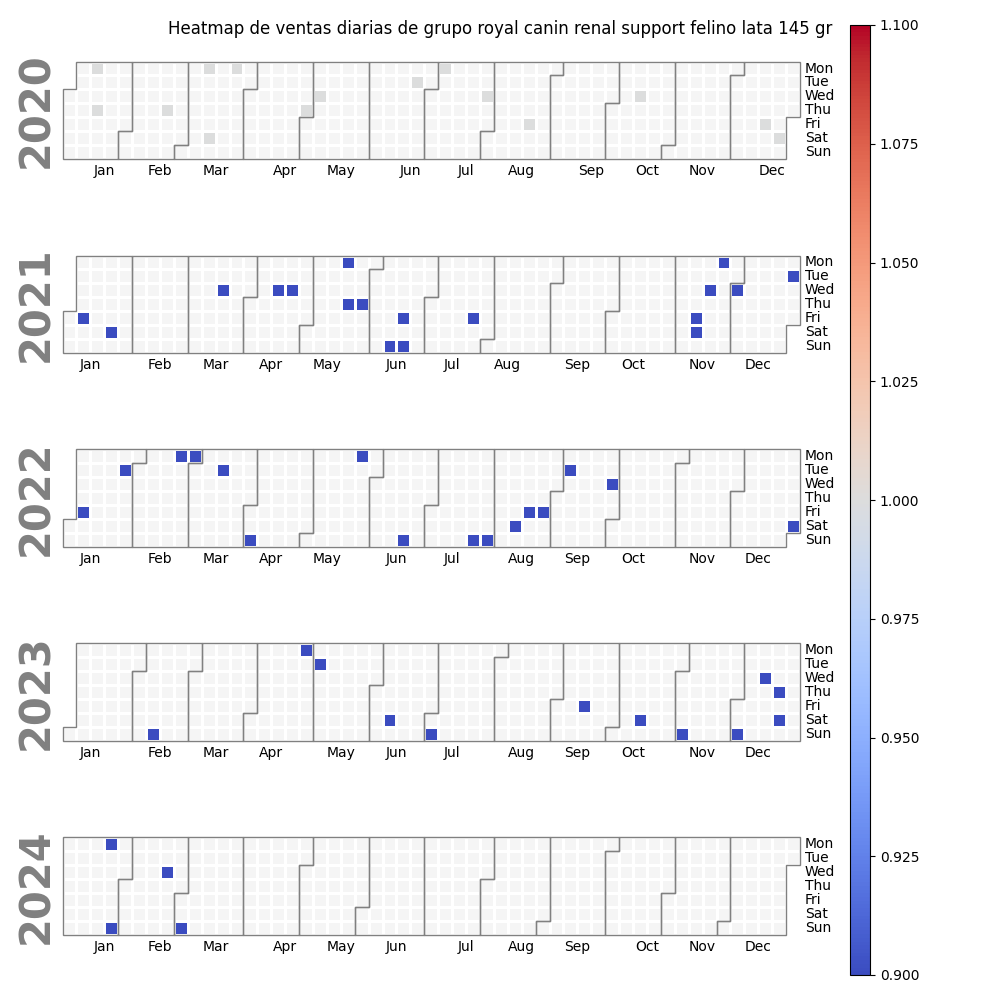 Heatmap de ventas diarias de grupo royal canin renal support felino lata 145 gr
2020
Mon
Tue
Wed
Thu
Fri
Sat
Sun
Jan Feb Mar Apr May Jun Jul Aug Sep Oct Nov Dec
2021
Mon
Tue
Wed
Thu
Fri
Sat
Sun
Jan Feb Mar Apr May Jun Jul Aug Sep Oct Nov Dec
2022
Mon
Tue
Wed
Thu
Fri
Sat
Sun
Jan Feb Mar Apr May Jun Jul Aug Sep Oct Nov Dec
2023
Mon
Tue
Wed
Thu
Fri
Sat
Sun
Jan Feb Mar Apr May Jun Jul Aug Sep Oct Nov Dec
2024
Mon
Tue
Wed
Thu
Fri
Sat
Sun
Jan Feb Mar Apr May Jun Jul Aug Sep Oct Nov Dec
1.100
1.075
1.050
1.025
1.000
0.975
0.950
0.925
0.900